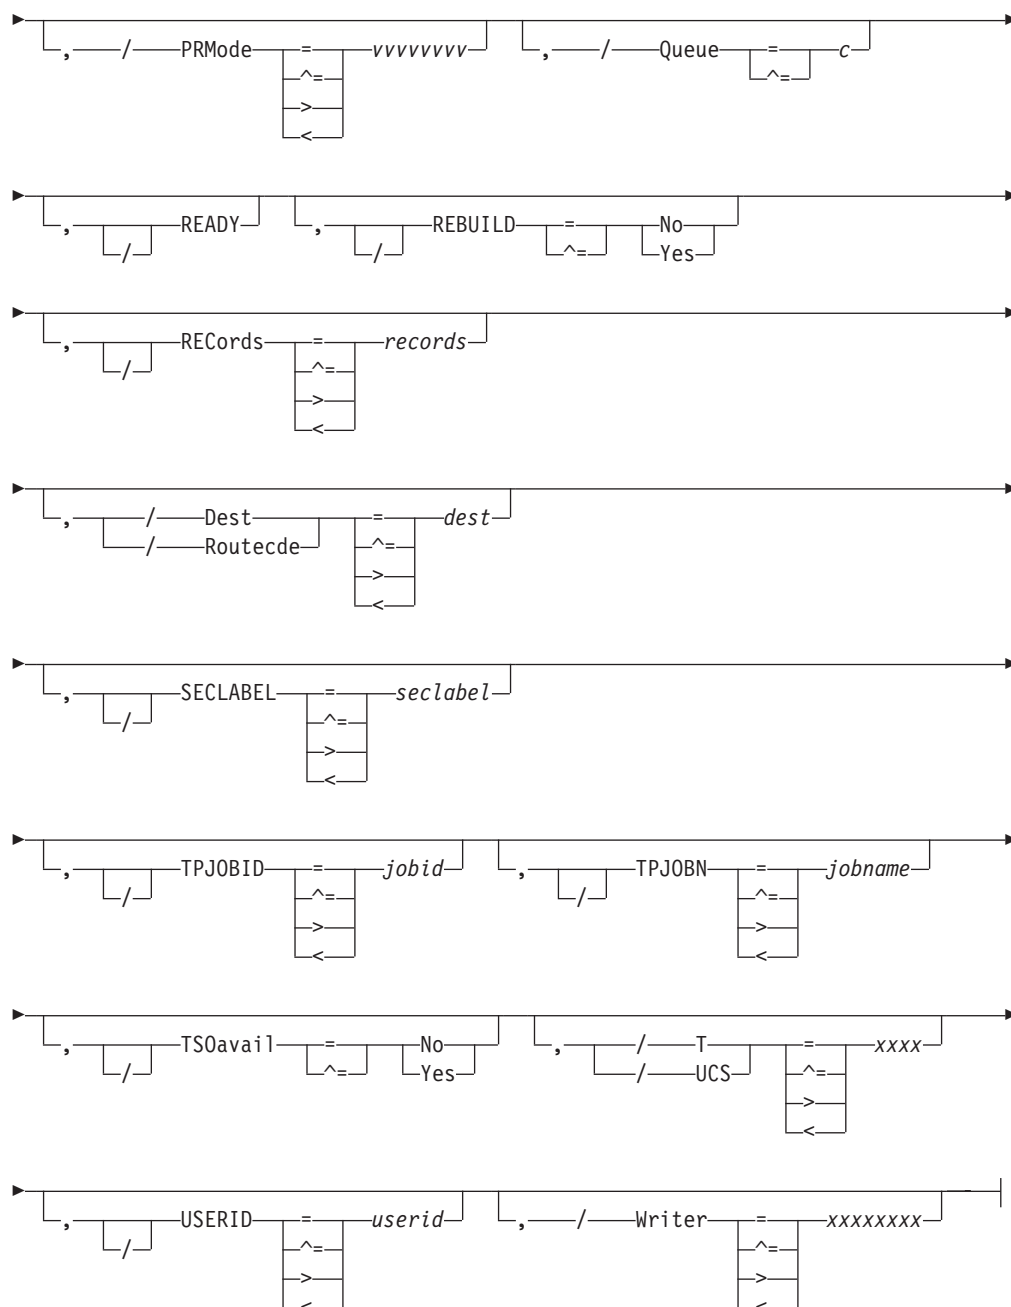 , / PRMode = vvvvvvvv , / Queue = c
^= ^=
>
<
, READY , REBUILD = No
/ / ^= Yes
, RECords = records
/ ^=
>
<
, / Dest = dest
/ Routecde ^=
>
<
, SECLABEL = seclabel
/ ^=
>
<
, TPJOBID = jobid , TPJOBN = jobname
/ ^= / ^=
> >
< <
, TSOavail = No , / T = xxxx
/ ^= Yes / UCS ^=
>
<
, USERID = userid , / Writer = xxxxxxxx
/ ^= ^=
> >
< <